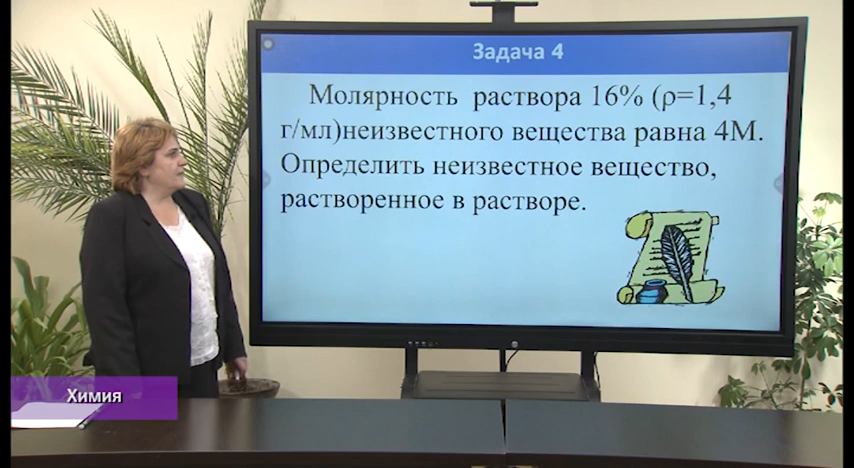 Задача 4
Молярность раствора 16% (ρ=1,4
г/мл)неизвестного вещества равна 4М.
Определить неизвестное вещество,
растворенное в растворе.
Химия